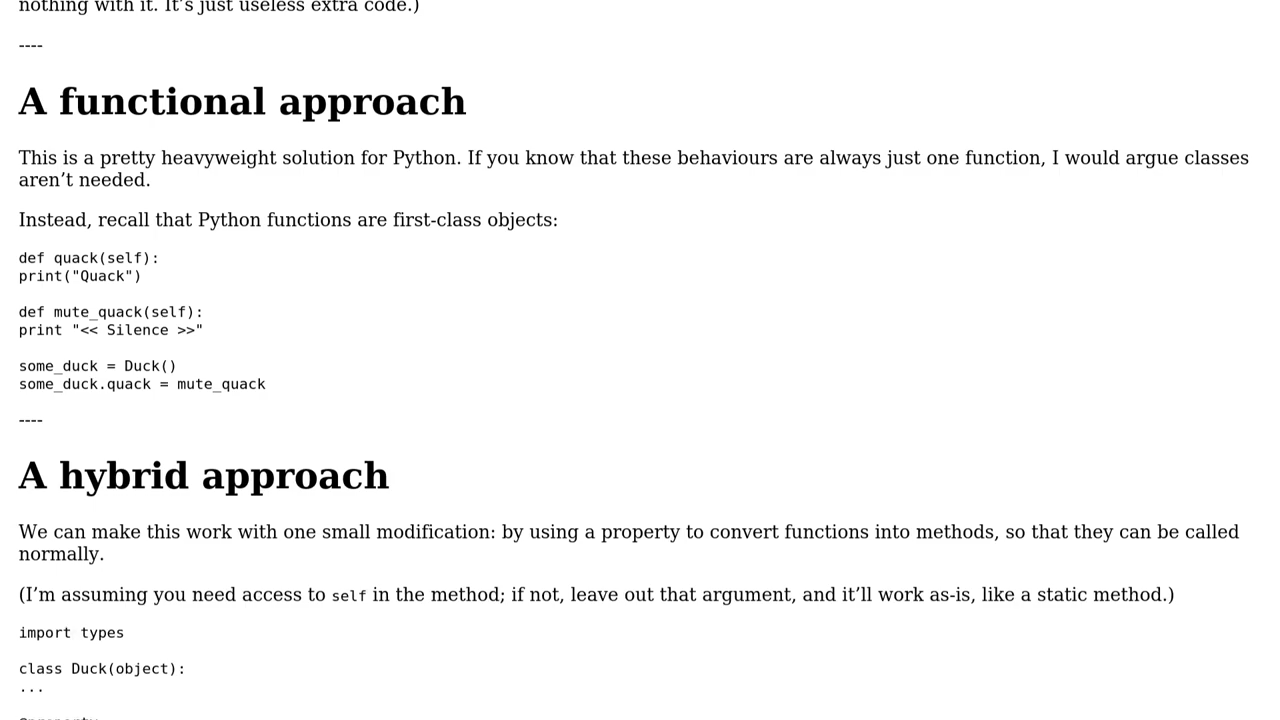 nothing with it. It’s just useless extra code.)
----
A functional approach
This is a pretty heavyweight solution for Python. If you know that these behaviours are always just one function, I would argue classes
aren’t needed.
Instead, recall that Python functions are first-class objects:
def quack(self):
print("Quack")
def mute_quack(self):
print "<< Silence >>"
some_duck = Duck()
some_duck.quack = mute_quack
----
A hybrid approach
We can make this work with one small modification: by using a property to convert functions into methods, so that they can be called
normally.
(I’m assuming you need access to self in the method; if not, leave out that argument, and it’ll work as-is, like a static method.)
import types
class Duck(object):
...